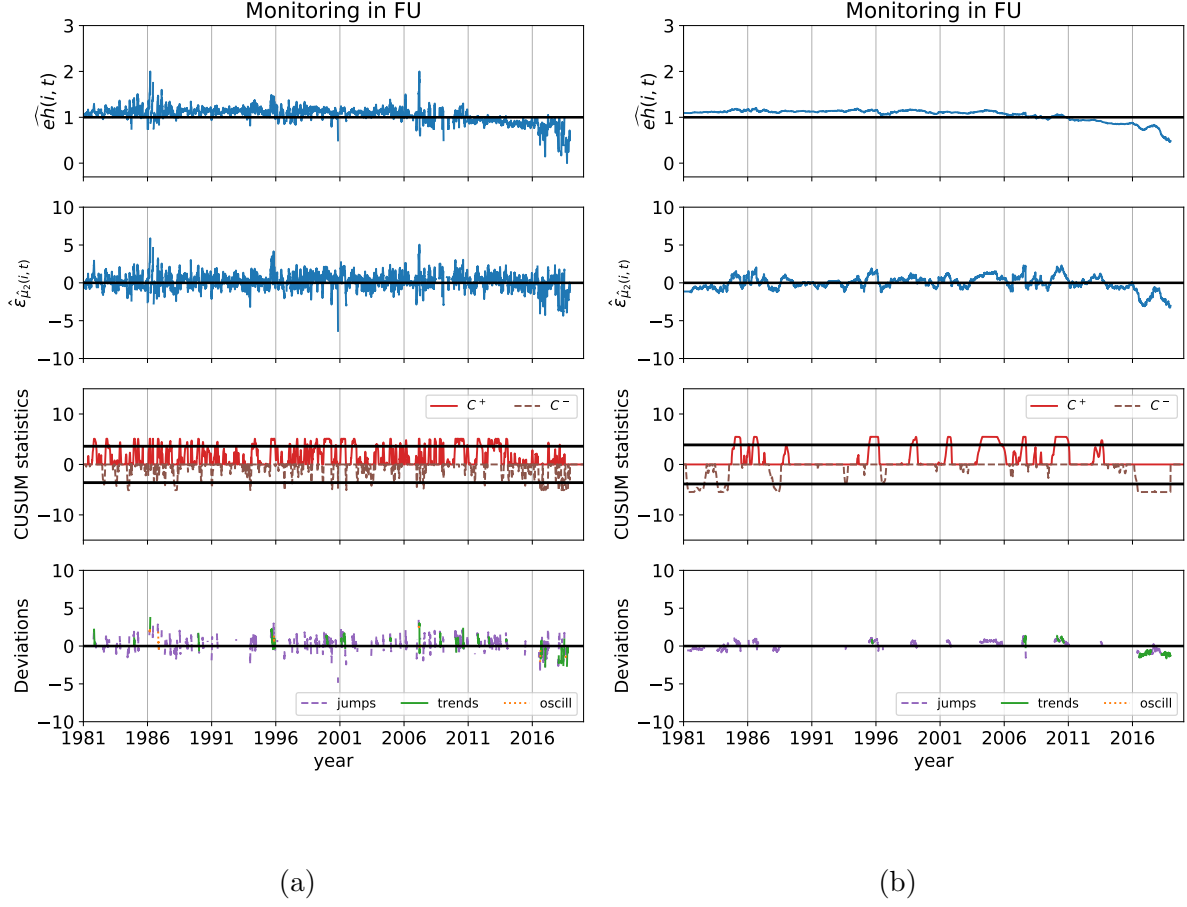 Monitoring in FU
3
2
1
0
eh(i, t)
10
5
0
−5
−10
ε̂μ̂₂(i, t)
C⁺ C⁻
10
0
−10
CUSUM statistics
10
5
0
−5
−10
Deviations
jumps trends oscill
1981 1986 1991 1996 2001 2006 2011 2016
year
(a)
Monitoring in FU
3
2
1
0
eh(i, t)
10
5
0
−5
−10
ε̂μ̂₂(i, t)
C⁺ C⁻
10
0
−10
CUSUM statistics
10
5
0
−5
−10
Deviations
jumps trends oscill
1981 1986 1991 1996 2001 2006 2011 2016
year
(b)